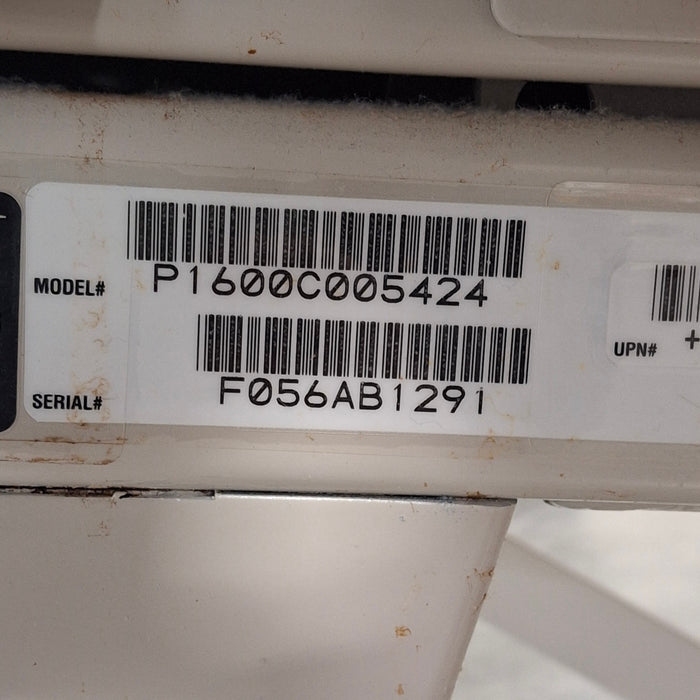 MODEL# P1600C005424
SERIAL# F056AB1291
UPN# +